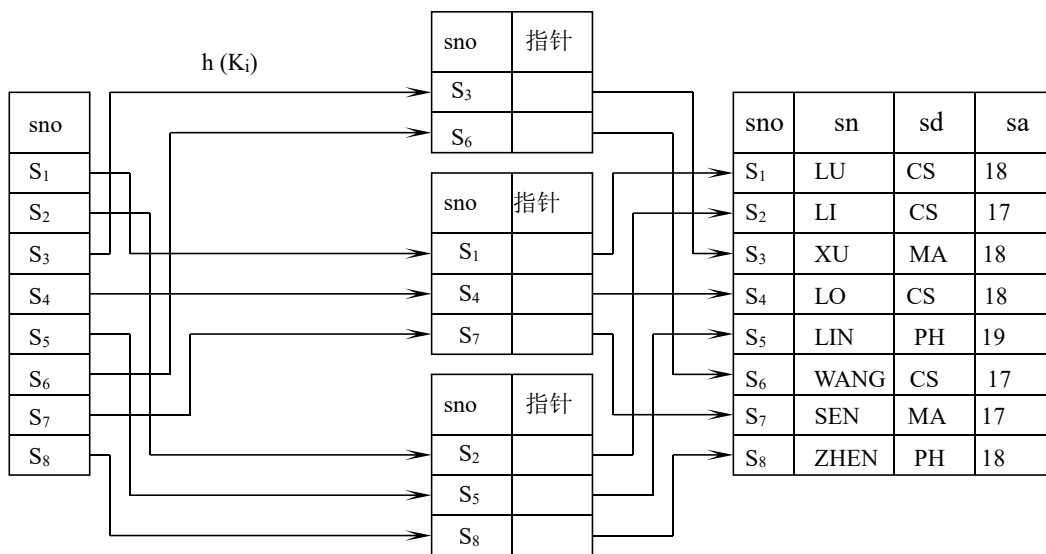 h (Kᵢ)
sno
S₁
S₂
S₃
S₄
S₅
S₆
S₇
S₈
sno 指针
S₃
S₆
sno 指针
S₁
S₄
S₇
sno 指针
S₂
S₅
S₈
sno sn sd sa
S₁ LU CS 18
S₂ LI CS 17
S₃ XU MA 18
S₄ LO CS 18
S₅ LIN PH 19
S₆ WANG CS 17
S₇ SEN MA 17
S₈ ZHEN PH 18